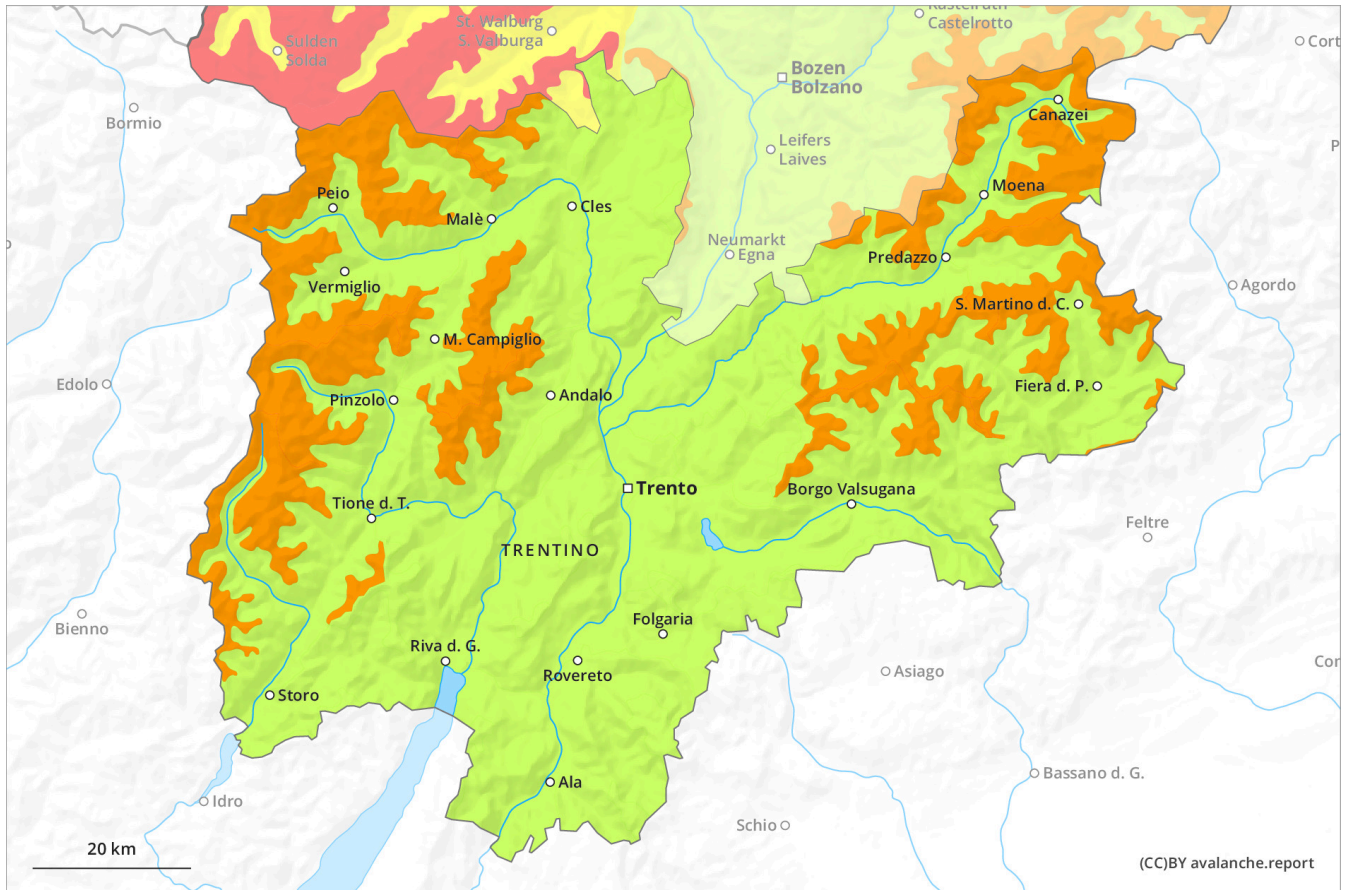 St. Walburg
S. Valburga
Kastelruth
Castelrotto
Sulden
Solda
Cort
Bozen
Bolzano
Bormio
Canazei
Leifers
Laives
P
Peio
Moena
Malè
Cles
Neumarkt
Egna
Predazzo
Vermiglio
Agordo
S. Martino d. C.
M. Campiglio
Edolo
Andalo
Fiera d. P.
Pinzolo
Trento
Borgo Valsugana
Tione d. T.
Feltre
TRENTINO
Folgaria
Bienno
Riva d. G.
Cor
Asiago
Rovereto
Storo
Bassano d. G.
Ala
Idro
Schio
20 km
(CC)BY avalanche.report